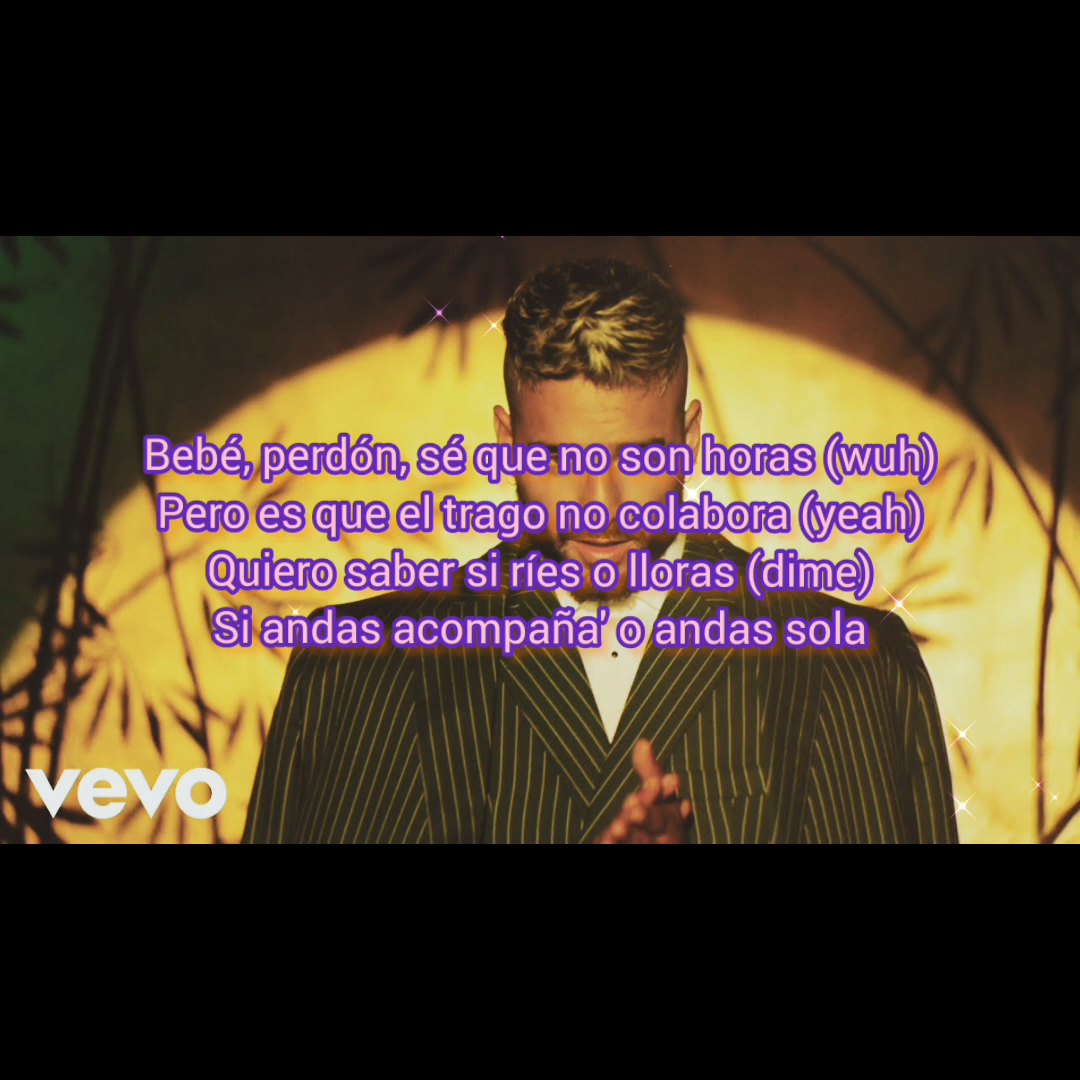 Bebé, perdón, sé que no son horas (wuh)
Pero es que el trago no colabora (yeah)
Quiero saber si ríes o lloras (dime)
Si andas acompaña' o andas sola
vevo